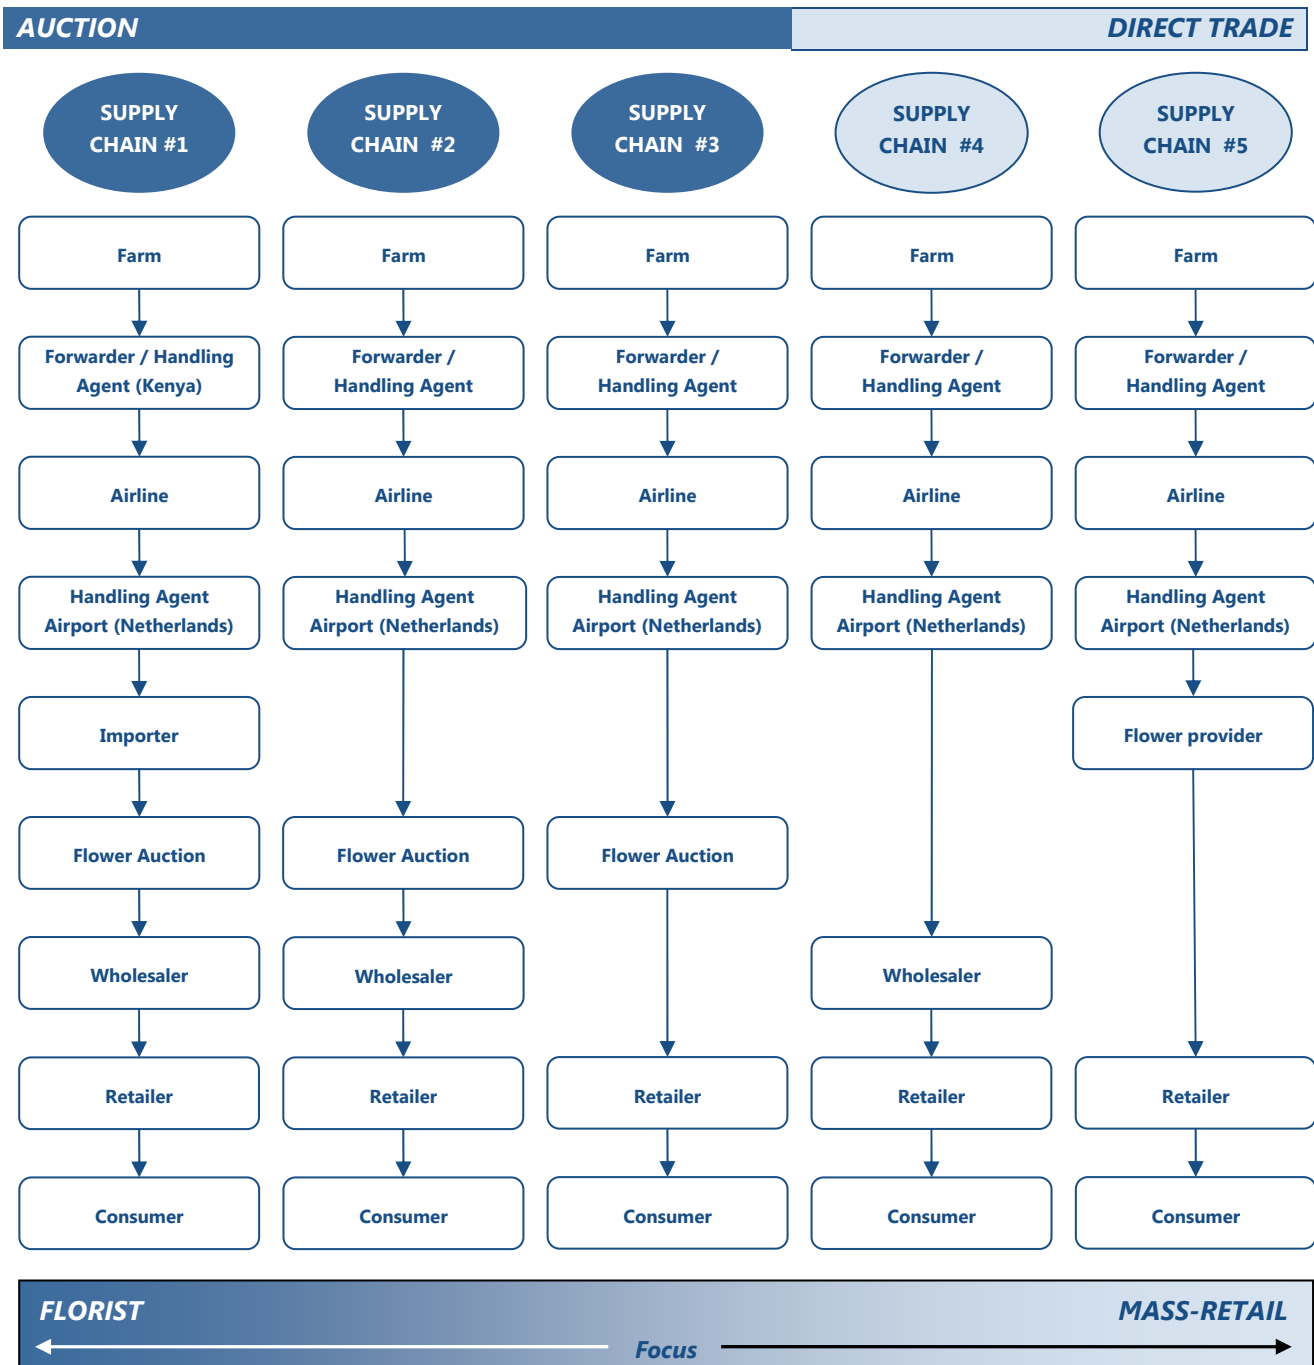 AUCTION
DIRECT TRADE
SUPPLY
CHAIN #1
SUPPLY
CHAIN #2
SUPPLY
CHAIN #3
SUPPLY
CHAIN #4
SUPPLY
CHAIN #5
Farm
Farm
Farm
Farm
Farm
Forwarder / Handling
Agent (Kenya)
Forwarder /
Handling Agent
Forwarder /
Handling Agent
Forwarder /
Handling Agent
Forwarder /
Handling Agent
Airline
Airline
Airline
Airline
Airline
Handling Agent
Airport (Netherlands)
Handling Agent
Airport (Netherlands)
Handling Agent
Airport (Netherlands)
Handling Agent
Airport (Netherlands)
Handling Agent
Airport (Netherlands)
Importer
Flower provider
Flower Auction
Flower Auction
Flower Auction
Wholesaler
Wholesaler
Wholesaler
Retailer
Retailer
Retailer
Retailer
Retailer
Consumer
Consumer
Consumer
Consumer
Consumer
FLORIST
MASS-RETAIL
Focus